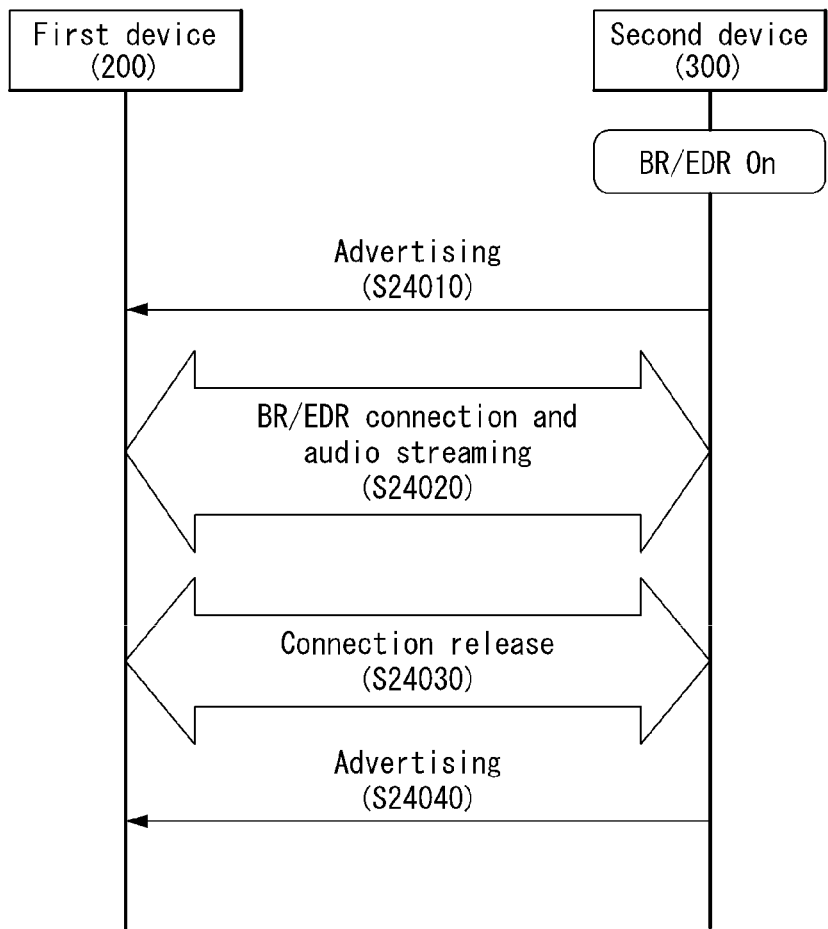 First device
(200)
Second device
(300)
BR/EDR On
Advertising
(S24010)
BR/EDR connection and
audio streaming
(S24020)
Connection release
(S24030)
Advertising
(S24040)